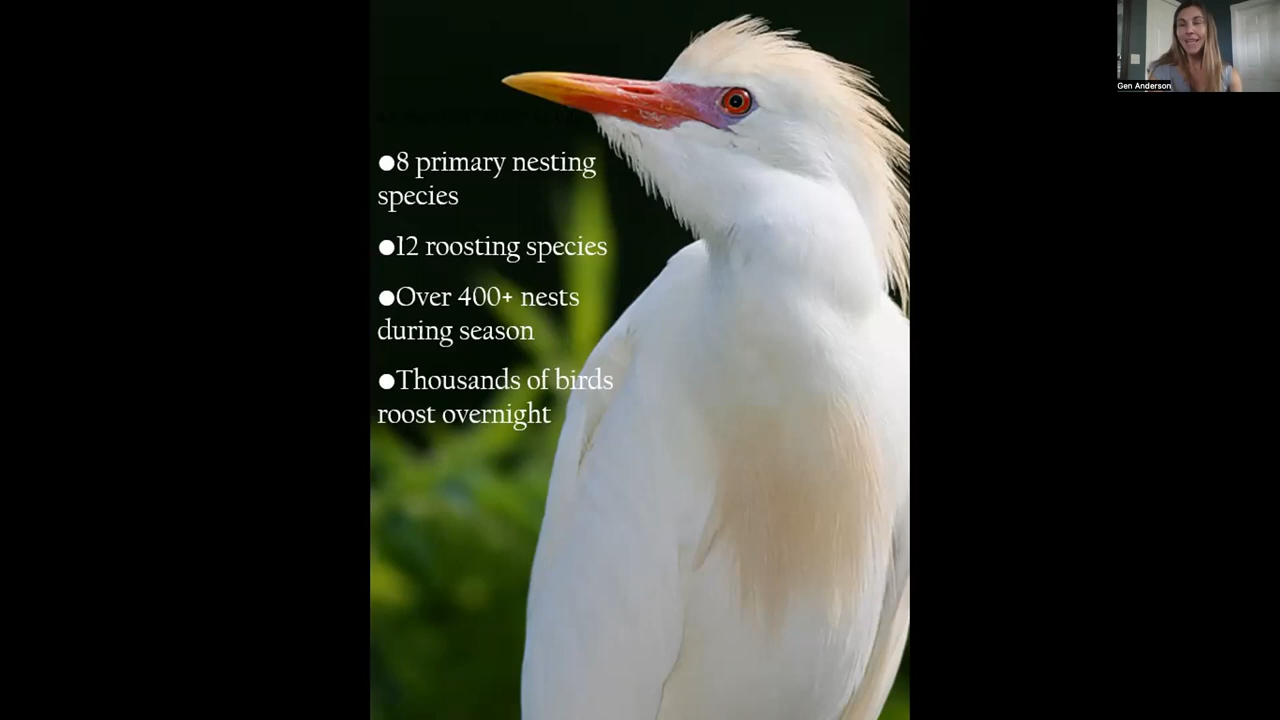 ●8 primary nesting
species
●12 roosting species
●Over 400+ nests
during season
●Thousands of birds
roost overnight
Gen Anderson